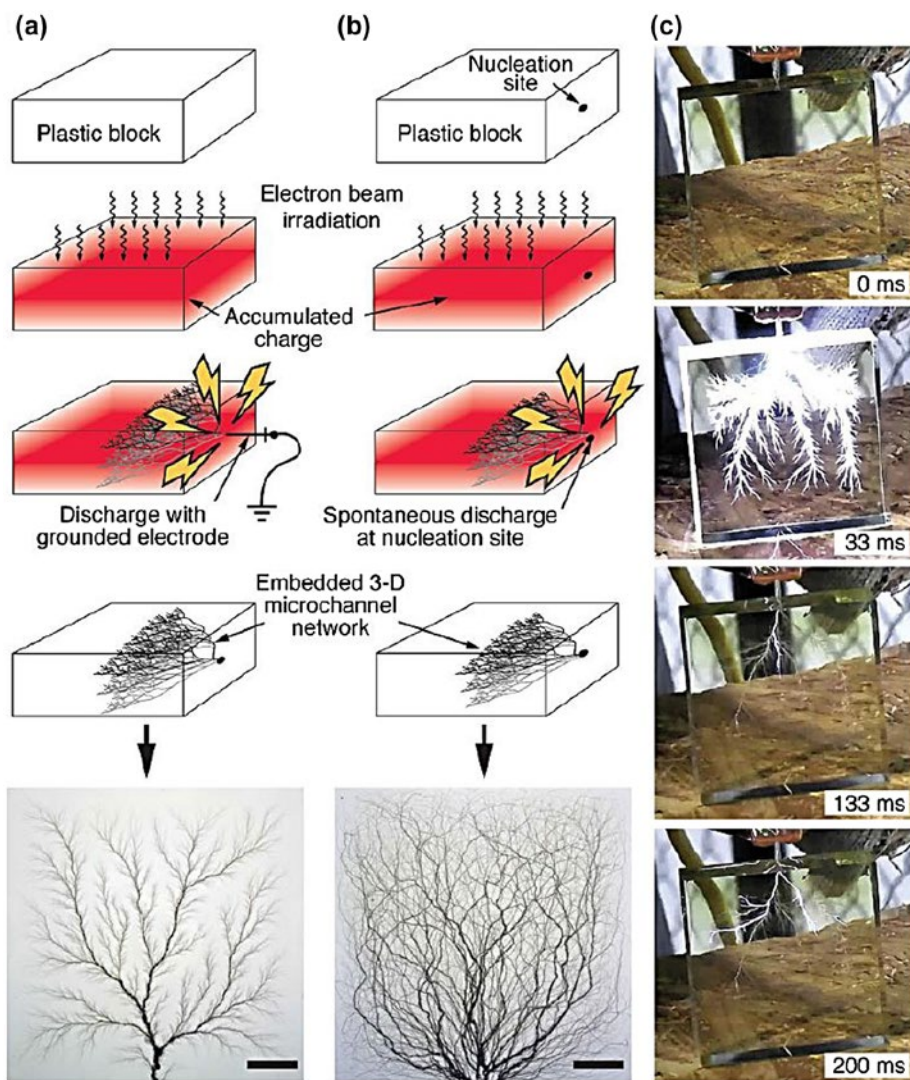 (a)
(b)
(c)
Plastic block
Nucleation
site
Plastic block
Electron beam
irradiation
Accumulated
charge
Discharge with
grounded electrode
Spontaneous discharge
at nucleation site
Embedded 3-D
microchannel
network
0 ms
33 ms
133 ms
200 ms